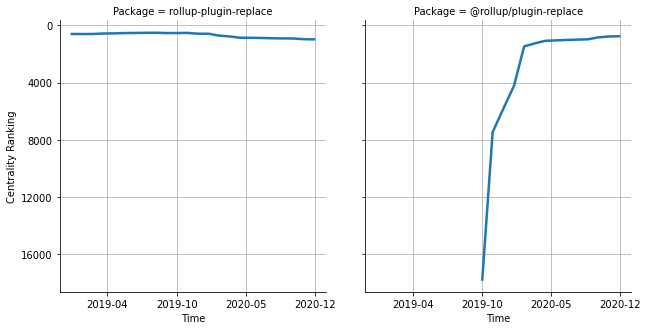 Package = rollup-plugin-replace
Package = @rollup/plugin-replace
Centrality Ranking
0
4000
8000
12000
16000
2019-04
2019-10
2020-05
2020-12
2019-04
2019-10
2020-05
2020-12
Time
Time